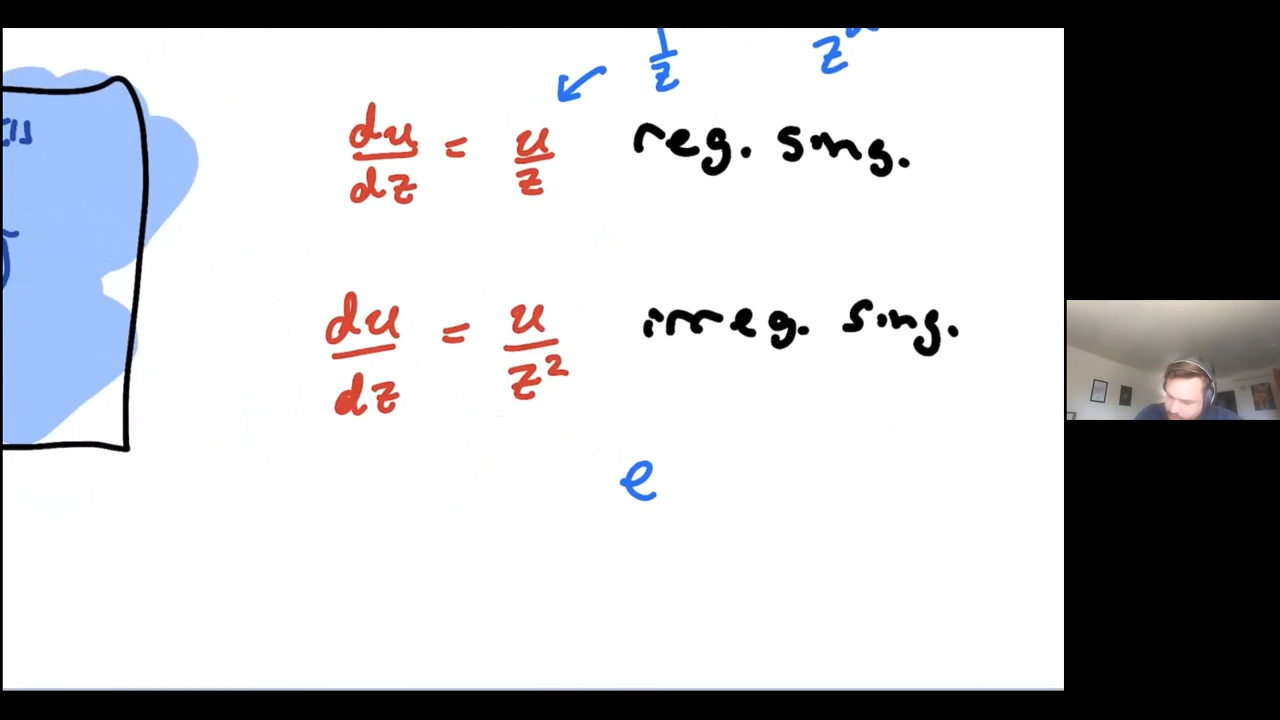 1/z z^α
du/dz = u/z reg. sing.
du/dz = u/z² irreg. sing.
e